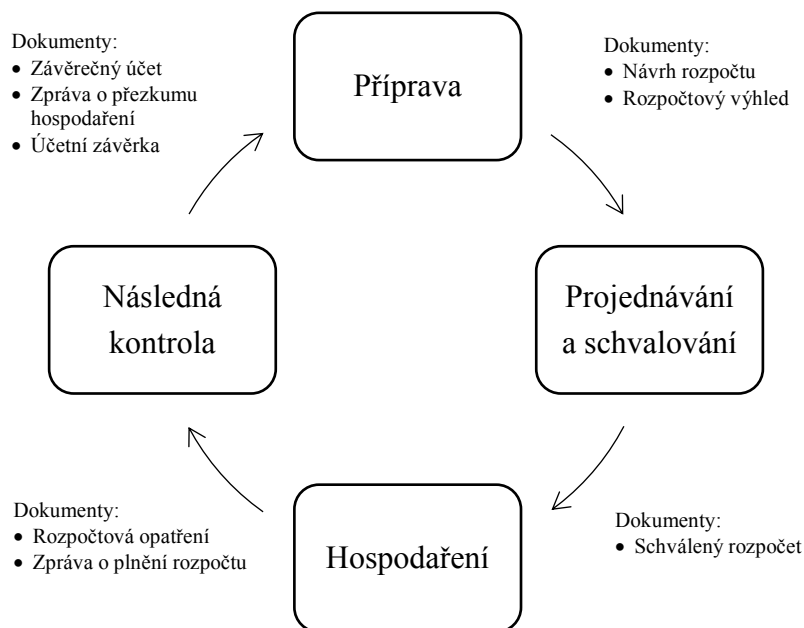 Dokumenty:
• Závěrečný účet
• Zpráva o přezkumu
hospodaření
• Účetní závěrka
Příprava
Dokumenty:
• Návrh rozpočtu
• Rozpočtový výhled
Následná
kontrola
Projednávání
a schvalování
Dokumenty:
• Rozpočtová opatření
• Zpráva o plnění rozpočtu
Hospodaření
Dokumenty:
• Schválený rozpočet